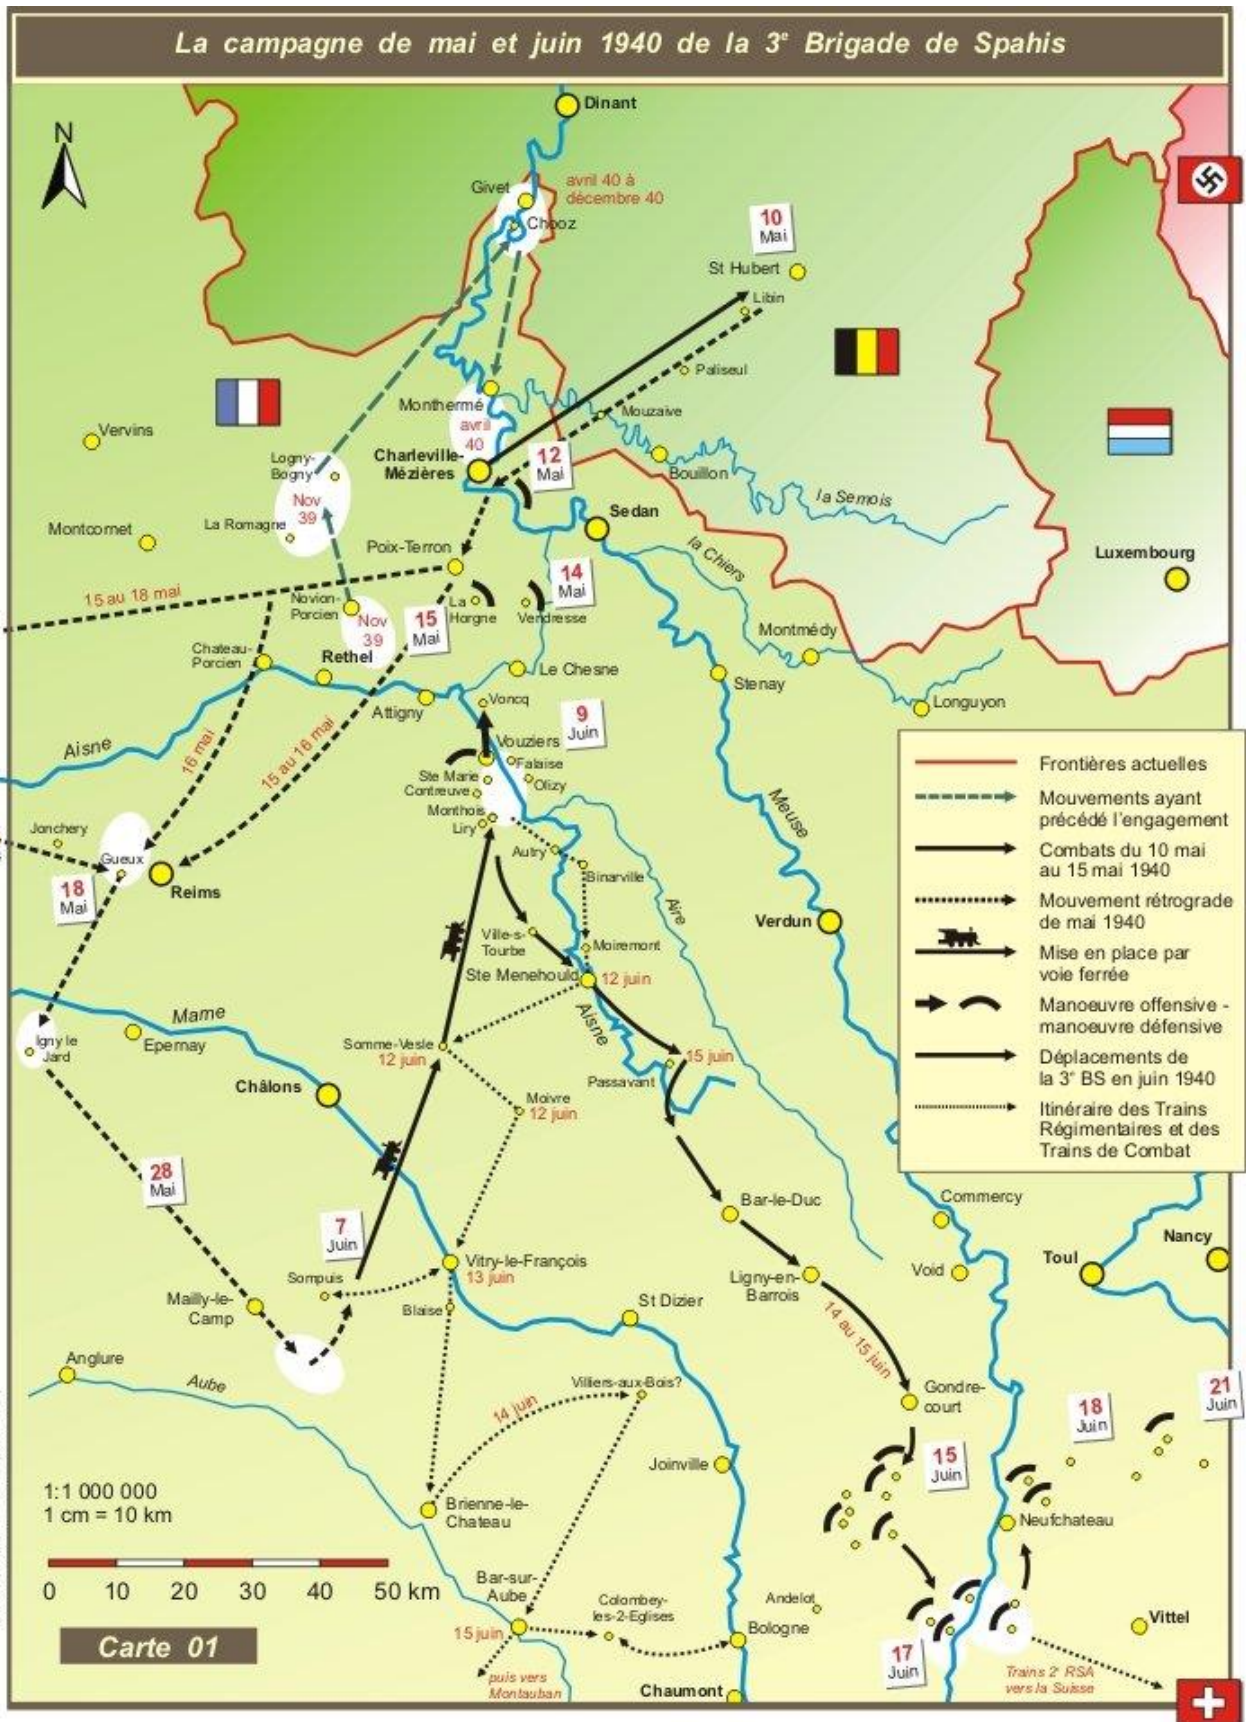 La campagne de mai et juin 1940 de la 3e Brigade de Spahis
N
Dinant
Givet
avril 40 à
décembre 40
Chooz
10
Mai
St Hubert
Libin
Paliseul
Mouzaive
Monthermé
avril
40
Vervins
Charleville-
Mézières
12
Mai
Bouillon
la Semois
Logny-
Bogny
Nov
39
La Romagne
Montcornet
Sedan
la Chiers
Luxembourg
Poix-Terron
14
Mai
15 au 18 mai
Novion-
Porcien
Nov
39
15
Mai
La
Horgne
Vendresse
Montmédy
Chateau-
Porcien
Rethel
Le Chesne
Stenay
Longuyon
Attigny
Voncq
9
Juin
Aisne
16 mai
15 au 16 mai
Vouziers
Falaise
Ste Marie
Contreuve
Olizy
Monthois
Liry
Meuse
Jonchery
Gueux
Reims
18
Mai
Autry
Binarville
Aire
Verdun
Ville-s-
Tourbe
Moiremont
Ste Menehould
12 juin
Aisne
Marne
Igny le
Jard
Epernay
Somme-Vesle
12 juin
15 juin
Passavant
Châlons
Moivre
12 juin
Frontières actuelles
Mouvements ayant
précédé l'engagement
Combats du 10 mai
au 15 mai 1940
Mouvement rétrograde
de mai 1940
Mise en place par
voie ferrée
Manoeuvre offensive -
manoeuvre défensive
Déplacements de
la 3e BS en juin 1940
Itinéraire des Trains
Régimentaires et des
Trains de Combat
28
Mai
7
Juin
Bar-le-Duc
Commercy
Nancy
Toul
Void
Sompuis
Vitry-le-François
13 juin
Ligny-en-
Barrois
Mailly-le-
Camp
Blaise
St Dizier
14 au 15 juin
Anglure
Aube
Villiers-aux-Bois?
14 juin
Gondre-
court
18
Juin
21
Juin
Joinville
15
Juin
1:1 000 000
1 cm = 10 km
Brienne-le-
Chateau
Neufchateau
0 10 20 30 40 50 km
Bar-sur-
Aube
Colombey-
les-2-Eglises
Andelot
Vittel
15 juin
Bologne
Carte 01
17
Juin
puis vers
Montauban
Trains 2e RSA
vers la Suisse
Chaumont